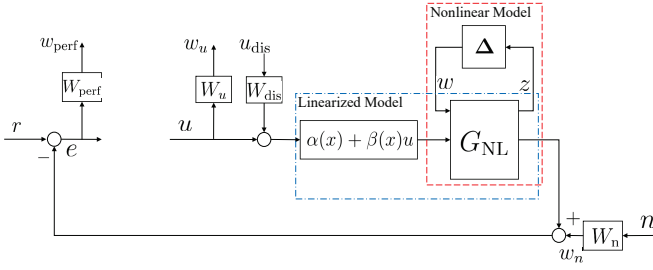 Nonlinear Model
w_perf
w_u
u_dis
Δ
W_perf
W_u
W_dis
w
z
Linearized Model
r
e
−
u
α(x) + β(x)u
G_NL
+
W_n
n
w_n